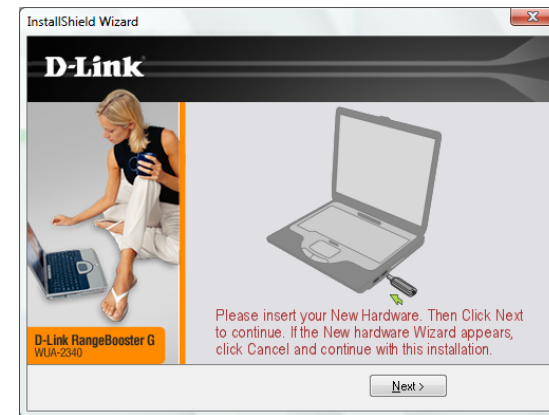 InstallShield Wizard
D-Link
Please insert your New Hardware. Then Click Next
to continue. If the New hardware Wizard appears,
click Cancel and continue with this installation.
D-Link RangeBooster G
WUA-2340
Next >